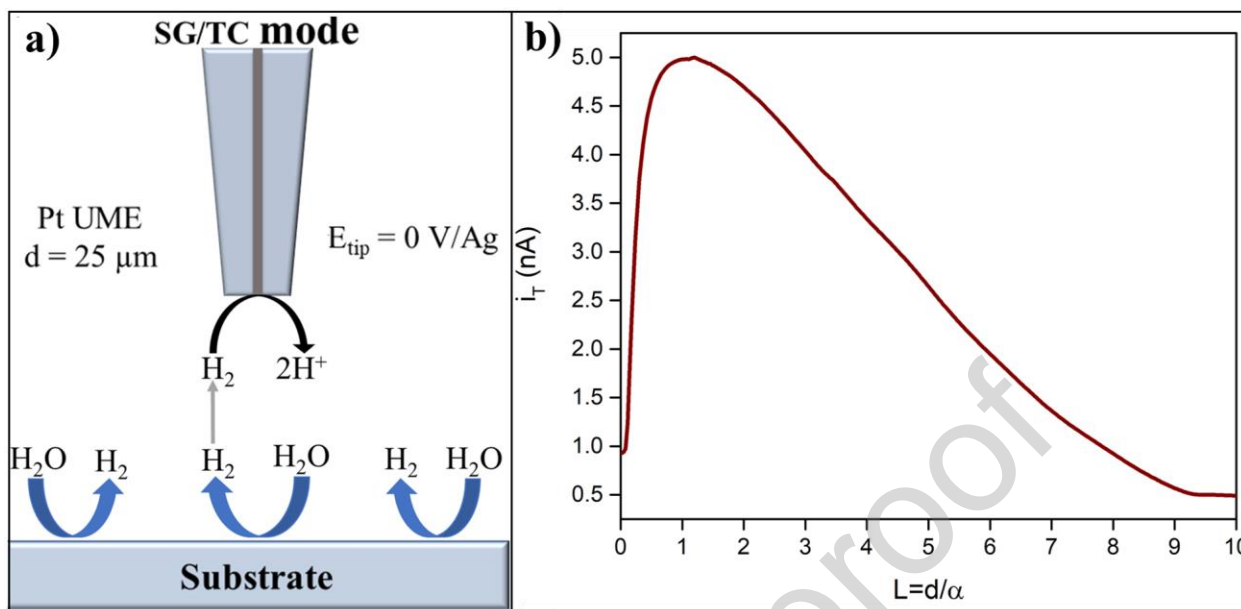 a)
SG/TC mode
Pt UME
d = 25 µm
E_tip = 0 V/Ag
H₂ 2H⁺
H₂O H₂ H₂ H₂O H₂ H₂O
Substrate
b)
5.0
4.5
4.0
3.5
3.0
2.5
2.0
1.5
1.0
0.5
i_T (nA)
0 1 2 3 4 5 6 7 8 9 10
L=d/α
proof